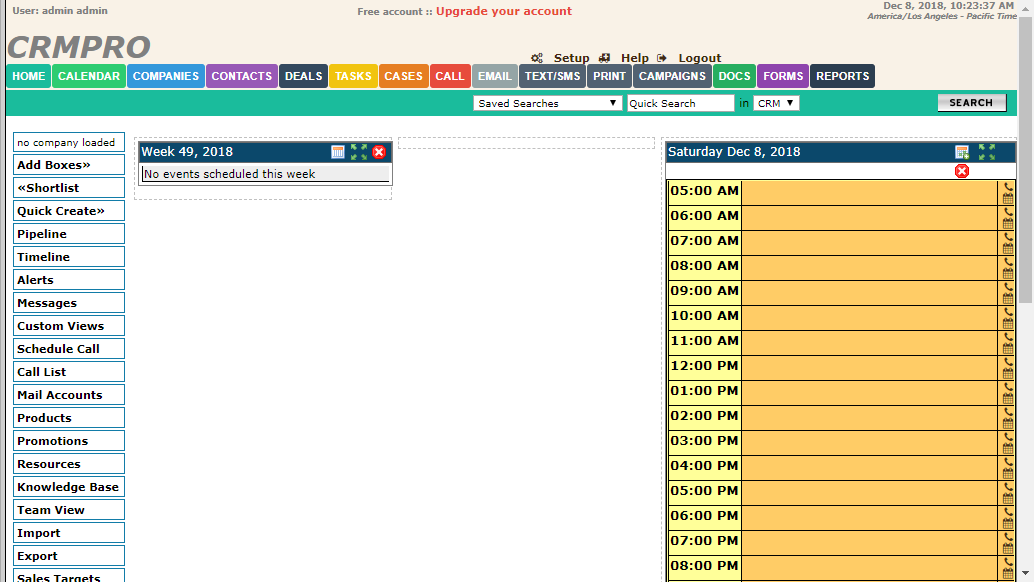 User: admin admin
Free account :: Upgrade your account
Dec 8, 2018, 10:23:37 AM
America/Los Angeles - Pacific Time
CRMPRO
Setup Help Logout
HOME CALENDAR COMPANIES CONTACTS DEALS TASKS CASES CALL EMAIL TEXT/SMS PRINT CAMPAIGNS DOCS FORMS REPORTS
Saved Searches Quick Search in CRM SEARCH
no company loaded
Add Boxes»
«Shortlist
Quick Create»
Pipeline
Timeline
Alerts
Messages
Custom Views
Schedule Call
Call List
Mail Accounts
Products
Promotions
Resources
Knowledge Base
Team View
Import
Export
Sales Targets
Week 49, 2018
No events scheduled this week
Saturday Dec 8, 2018
05:00 AM
06:00 AM
07:00 AM
08:00 AM
09:00 AM
10:00 AM
11:00 AM
12:00 PM
01:00 PM
02:00 PM
03:00 PM
04:00 PM
05:00 PM
06:00 PM
07:00 PM
08:00 PM